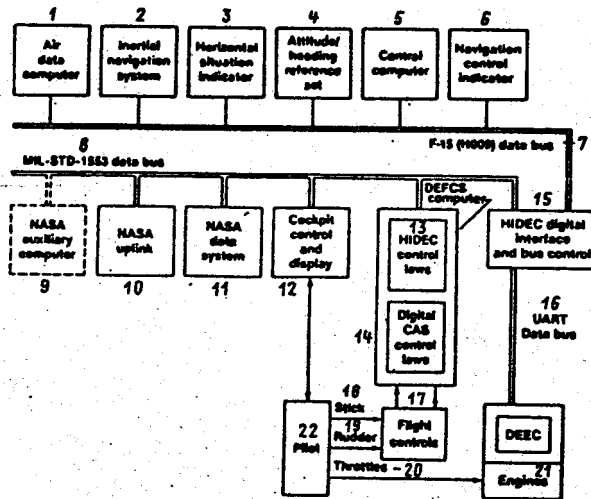 1 2 3 4 5 6
Air
data
computer
Inertial
navigation
system
Horizontal
situation
indicator
Attitude/
heading
reference
set
Control
computer
Navigation
control
indicator
F-15 (H009) data bus
7
8
MIL-STD-1553 data bus
NASA
auxiliary
computer
9
NASA
uplink
10
NASA
data
system
11
Cockpit
control
and
display
12
DEFCS
computer
13
HIDEC
control
laws
Digital
CAS
control
laws
14
15
HIDEC digital
interface
and bus control
16
UART
Data bus
17
Flight
controls
18
Stick
19
Rudder
Throttles - 20
22
Pilot
DEEC
Engines
21